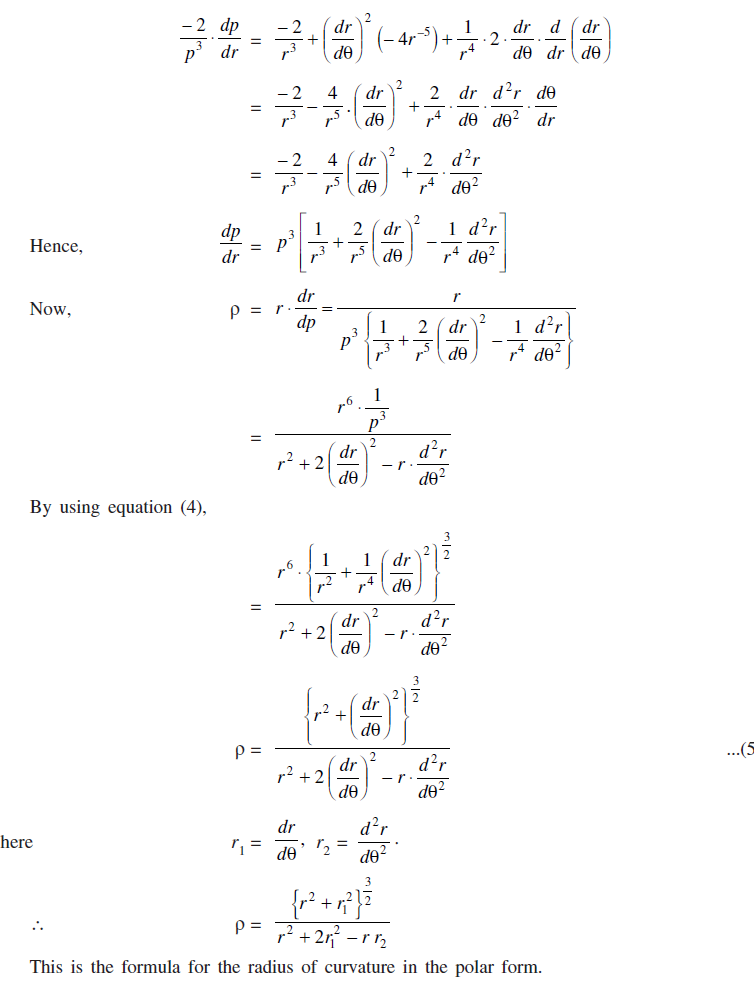 $\frac{-2}{p^3} \cdot \frac{dp}{dr} = \frac{-2}{r^3} + \left(\frac{dr}{d\theta}\right)^2 (-4r^{-5}) + \frac{1}{r^4} \cdot 2 \cdot \frac{dr}{d\theta} \cdot \frac{d}{dr}\left(\frac{dr}{d\theta}\right)$
$= \frac{-2}{r^3} - \frac{4}{r^5} \cdot \left(\frac{dr}{d\theta}\right)^2 + \frac{2}{r^4} \cdot \frac{dr}{d\theta} \cdot \frac{d^2r}{d\theta^2} \cdot \frac{d\theta}{dr}$
$= \frac{-2}{r^3} - \frac{4}{r^5} \left(\frac{dr}{d\theta}\right)^2 + \frac{2}{r^4} \cdot \frac{d^2r}{d\theta^2}$
Hence, $\frac{dp}{dr} = p^3 \left[\frac{1}{r^3} + \frac{2}{r^5}\left(\frac{dr}{d\theta}\right)^2 - \frac{1}{r^4}\frac{d^2r}{d\theta^2}\right]$
Now, $\rho = r \cdot \frac{dr}{dp} = \frac{r}{p^3 \left\{\frac{1}{r^3} + \frac{2}{r^5}\left(\frac{dr}{d\theta}\right)^2 - \frac{1}{r^4}\frac{d^2r}{d\theta^2}\right\}}$
$= \frac{r^6 \cdot \frac{1}{p^3}}{r^2 + 2\left(\frac{dr}{d\theta}\right)^2 - r \cdot \frac{d^2r}{d\theta^2}}$
By using equation (4),
$= \frac{r^6 \cdot \left\{\frac{1}{r^2} + \frac{1}{r^4}\left(\frac{dr}{d\theta}\right)^2\right\}^{\frac{3}{2}}}{r^2 + 2\left(\frac{dr}{d\theta}\right)^2 - r \cdot \frac{d^2r}{d\theta^2}}$
$\rho = \frac{\left\{r^2 + \left(\frac{dr}{d\theta}\right)^2\right\}^{\frac{3}{2}}}{r^2 + 2\left(\frac{dr}{d\theta}\right)^2 - r \cdot \frac{d^2r}{d\theta^2}}$ ...(5
here $r_1 = \frac{dr}{d\theta}, \; r_2 = \frac{d^2r}{d\theta^2} \cdot$
$\therefore \rho = \frac{\{r^2 + r_1^2\}^{\frac{3}{2}}}{r^2 + 2r_1^2 - r\,r_2}$
This is the formula for the radius of curvature in the polar form.